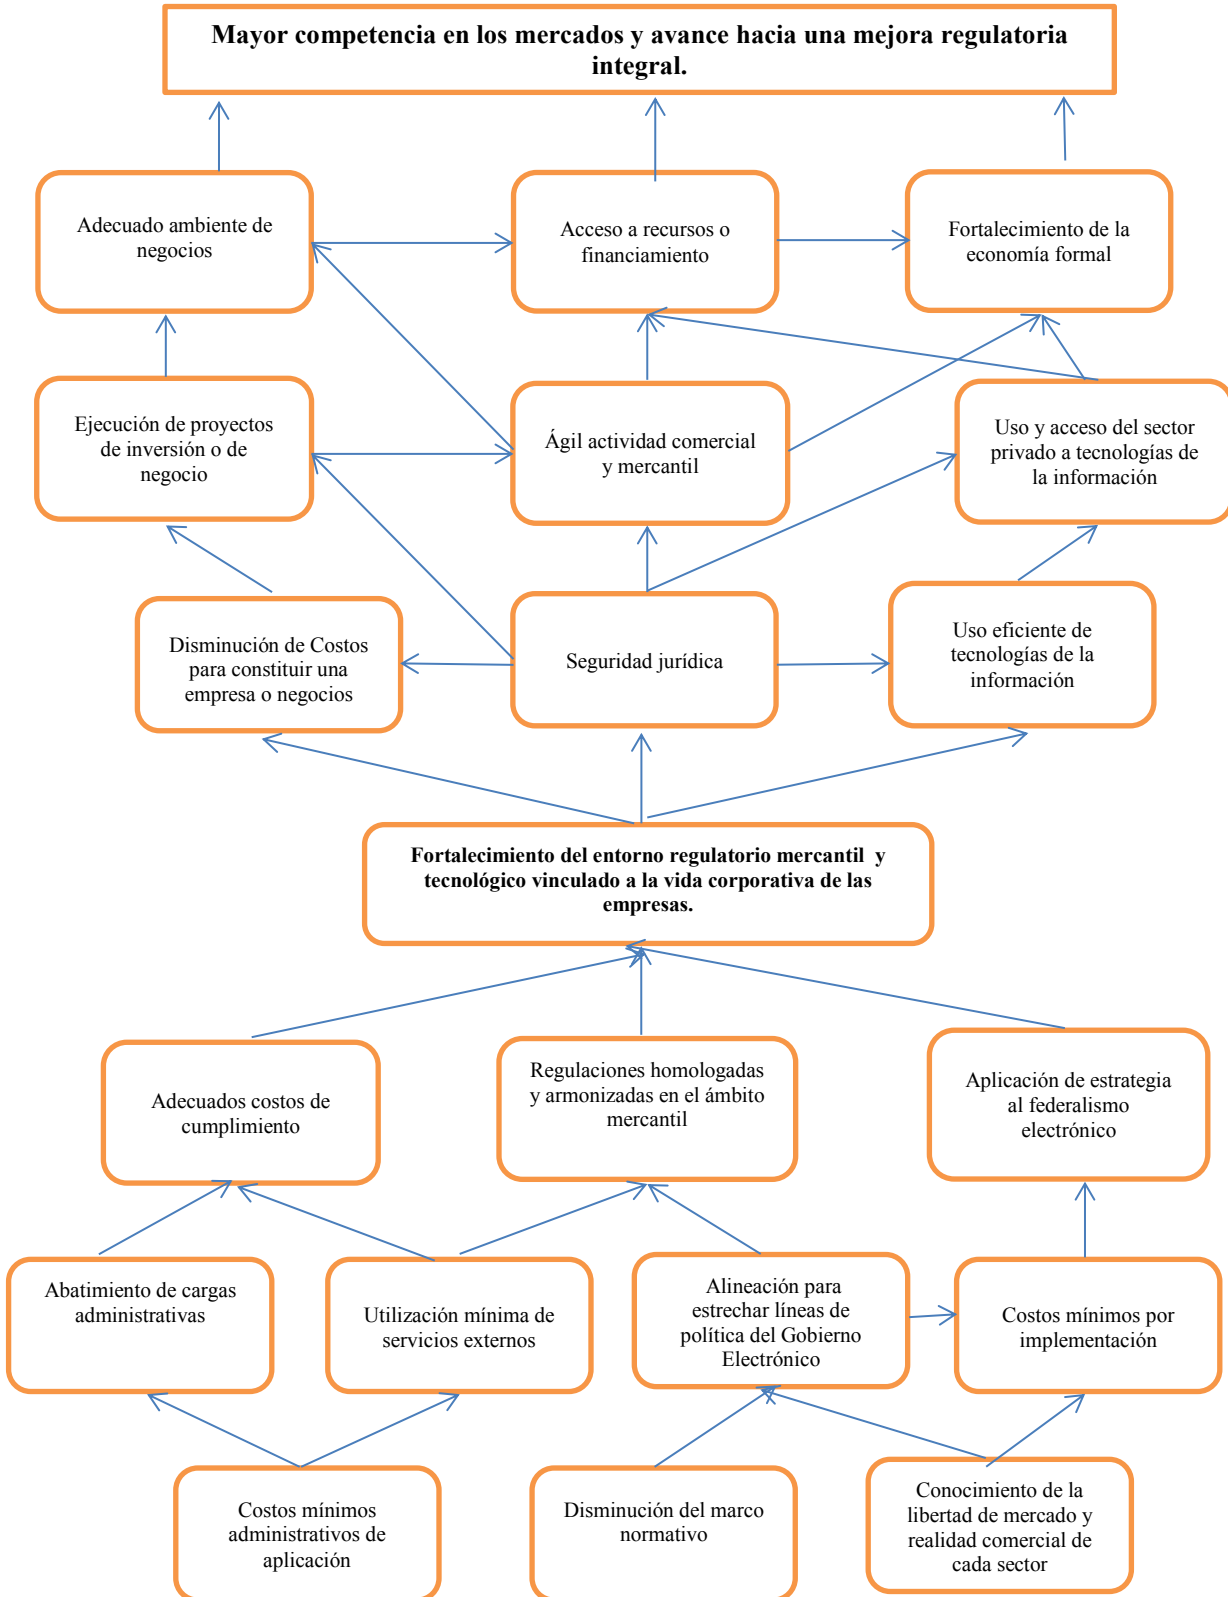 Mayor competencia en los mercados y avance hacia una mejora regulatoria
integral.
Adecuado ambiente de
negocios
Acceso a recursos o
financiamiento
Fortalecimiento de la
economía formal
Ejecución de proyectos
de inversión o de
negocio
Ágil actividad comercial
y mercantil
Uso y acceso del sector
privado a tecnologías de
la información
Disminución de Costos
para constituir una
empresa o negocios
Seguridad jurídica
Uso eficiente de
tecnologías de la
información
Fortalecimiento del entorno regulatorio mercantil y
tecnológico vinculado a la vida corporativa de las
empresas.
Adecuados costos de
cumplimiento
Regulaciones homologadas
y armonizadas en el ámbito
mercantil
Aplicación de estrategia
al federalismo
electrónico
Abatimiento de cargas
administrativas
Utilización mínima de
servicios externos
Alineación para
estrechar líneas de
política del Gobierno
Electrónico
Costos mínimos por
implementación
Costos mínimos
administrativos de
aplicación
Disminución del marco
normativo
Conocimiento de la
libertad de mercado y
realidad comercial de
cada sector